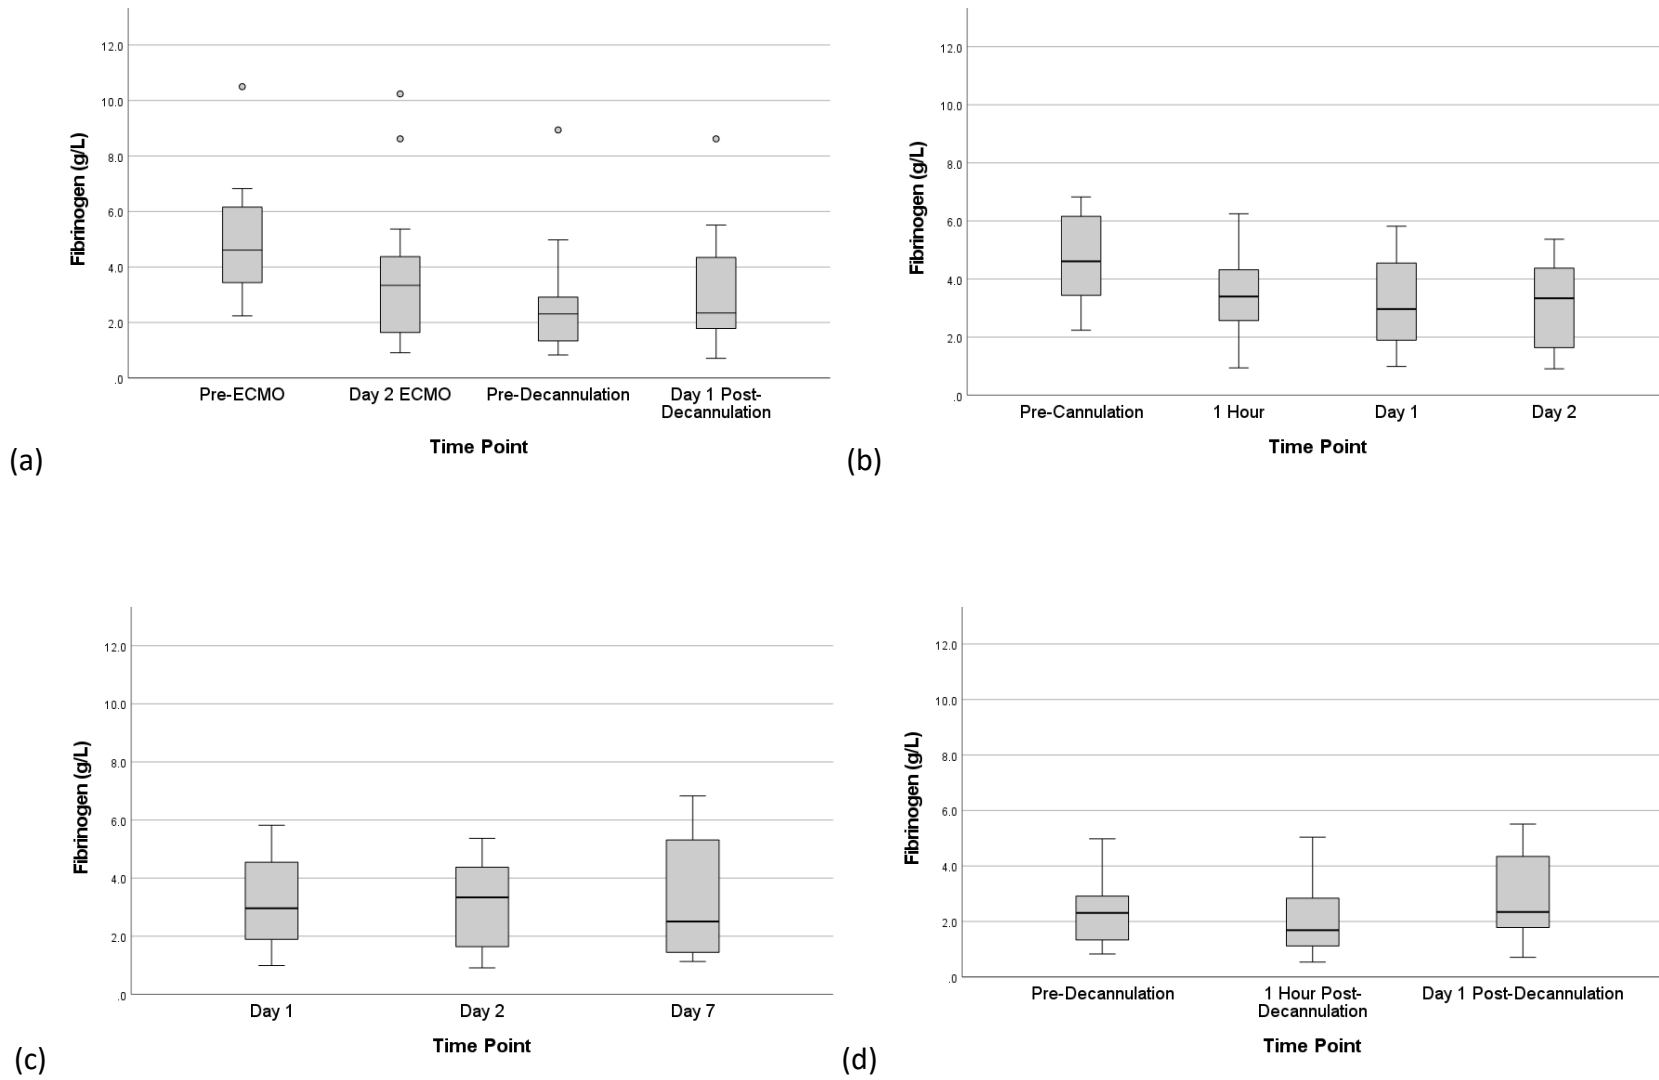 Fibrinogen (g/L)
12.0
10.0
8.0
6.0
4.0
2.0
.0
Pre-ECMO
Day 2 ECMO
Pre-Decannulation
Day 1 Post-
Decannulation
Time Point
(a)
Fibrinogen (g/L)
12.0
10.0
8.0
6.0
4.0
2.0
.0
Pre-Cannulation
1 Hour
Day 1
Day 2
Time Point
(b)
Fibrinogen (g/L)
12.0
10.0
8.0
6.0
4.0
2.0
.0
Day 1
Day 2
Day 7
Time Point
(c)
Fibrinogen (g/L)
12.0
10.0
8.0
6.0
4.0
2.0
.0
Pre-Decannulation
1 Hour Post-
Decannulation
Day 1 Post-Decannulation
Time Point
(d)